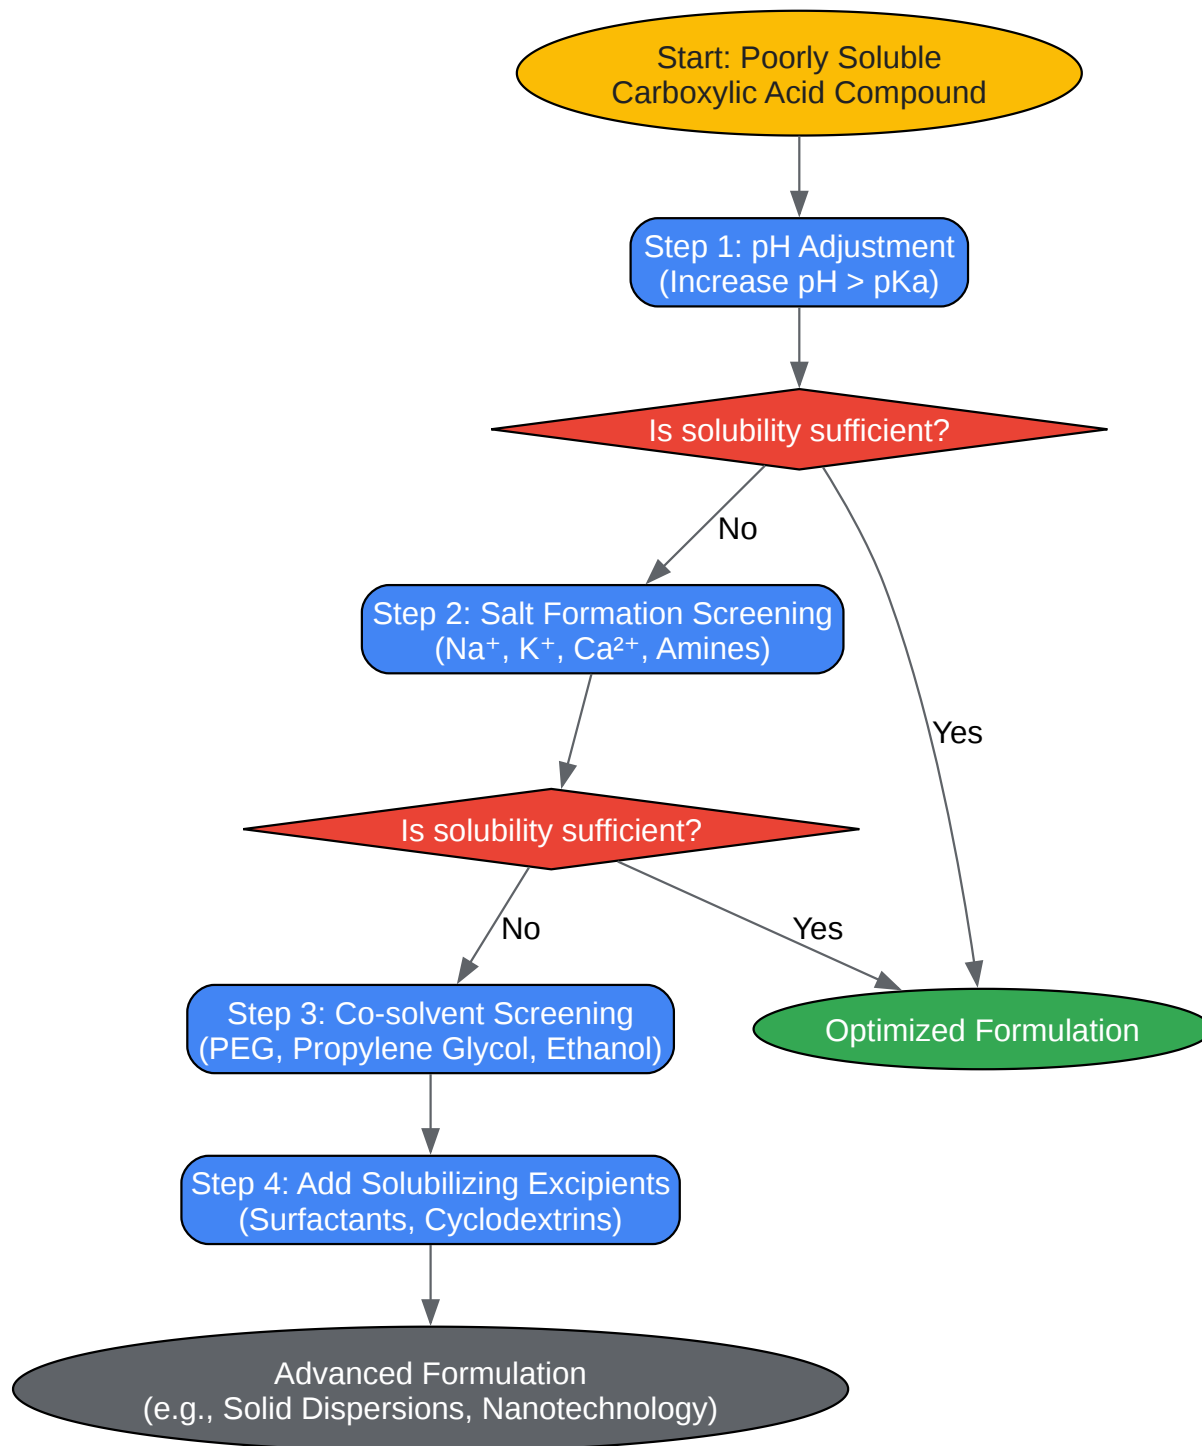 Start: Poorly Soluble
Carboxylic Acid Compound
Step 1: pH Adjustment
(Increase pH > pKa)
Is solubility sufficient?
No
Step 2: Salt Formation Screening
(Na⁺, K⁺, Ca²⁺, Amines)
Yes
Is solubility sufficient?
No
Yes
Step 3: Co-solvent Screening
(PEG, Propylene Glycol, Ethanol)
Optimized Formulation
Step 4: Add Solubilizing Excipients
(Surfactants, Cyclodextrins)
Advanced Formulation
(e.g., Solid Dispersions, Nanotechnology)